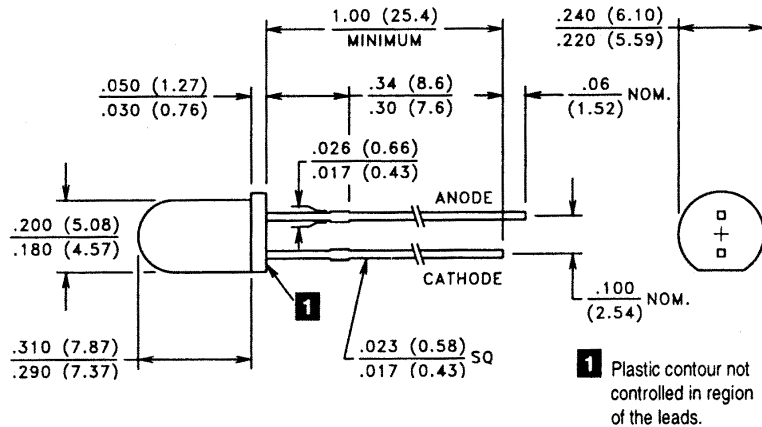 1.00 (25.4)
MINIMUM
.240 (6.10)
.220 (5.59)
.050 (1.27)
.030 (0.76)
.34 (8.6)
.30 (7.6)
.06
(1.52)
NOM.
.026 (0.66)
.017 (0.43)
ANODE
.200 (5.08)
.180 (4.57)
CATHODE
1
.100
(2.54)
NOM.
.310 (7.87)
.290 (7.37)
.023 (0.58)
.017 (0.43)
SQ
1 Plastic contour not
controlled in region
of the leads.